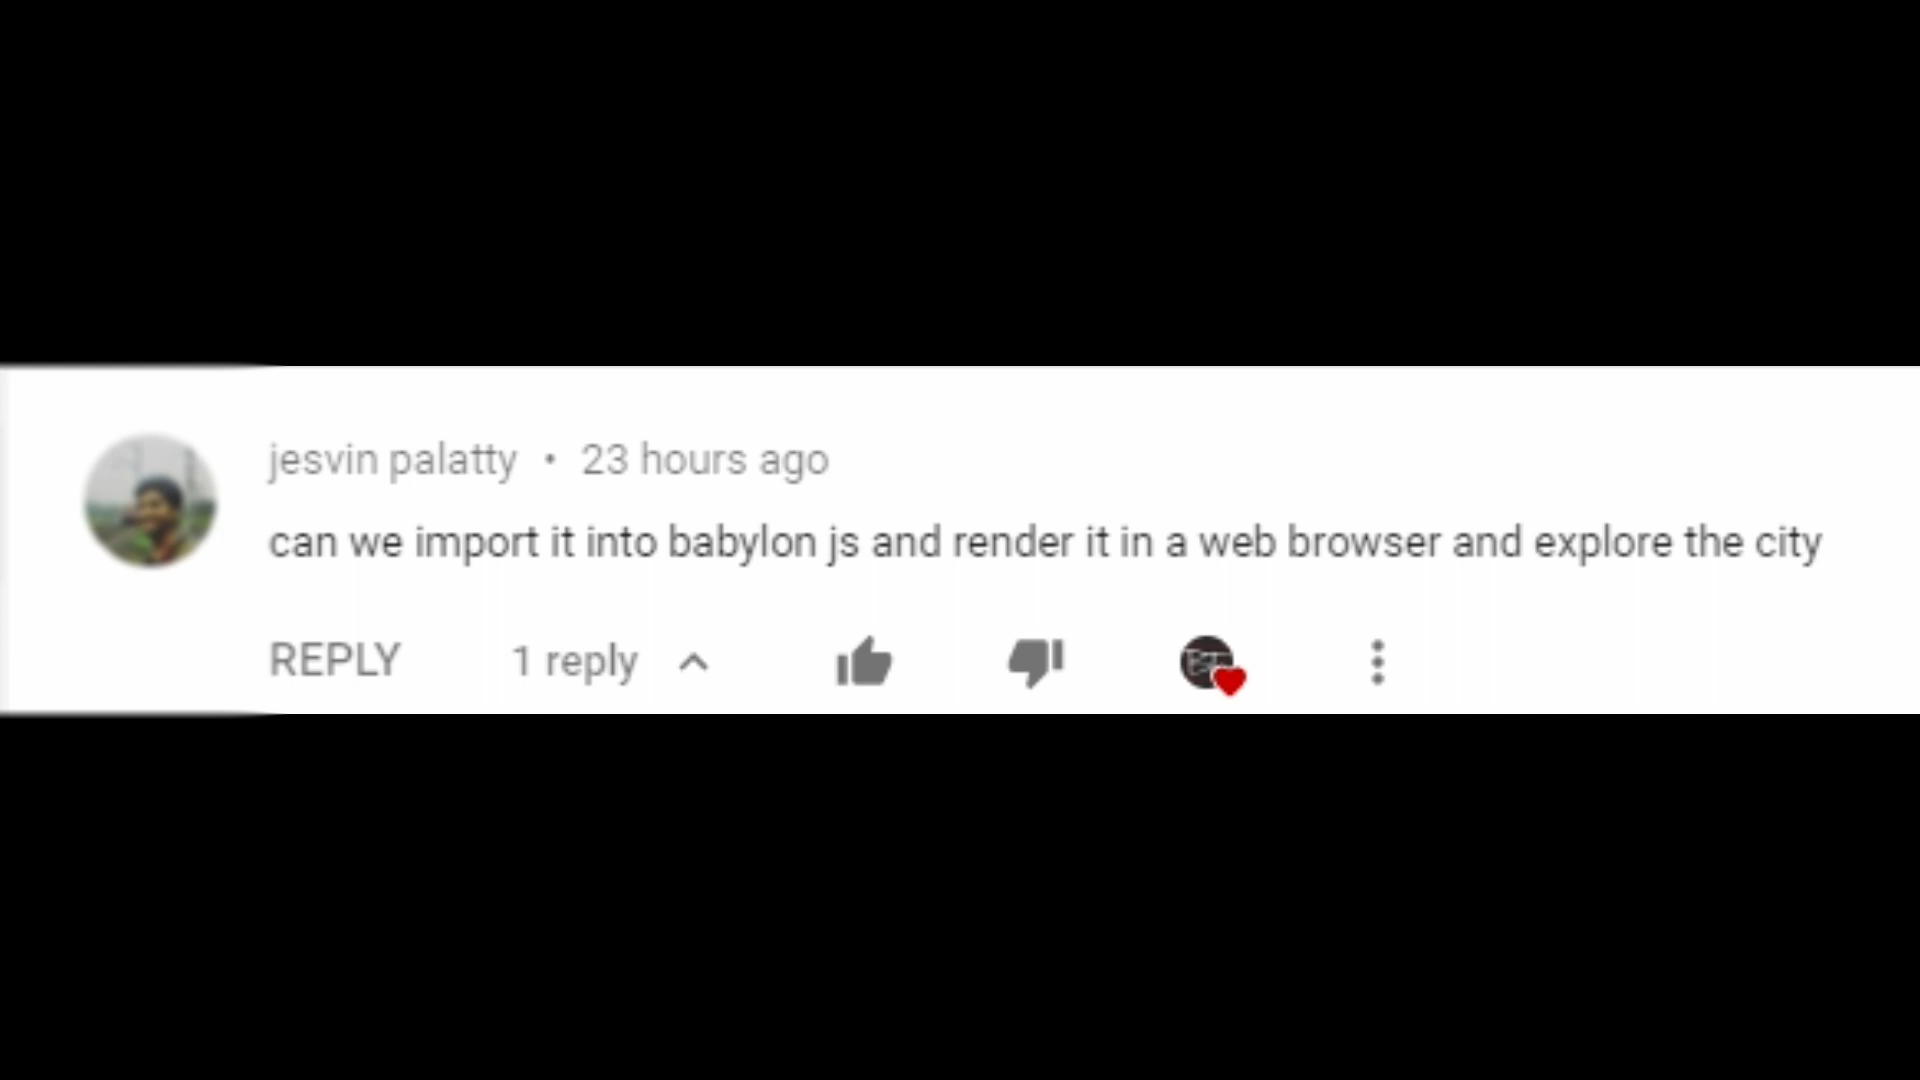 jesvin palatty • 23 hours ago
can we import it into babylon js and render it in a web browser and explore the city
REPLY 1 reply